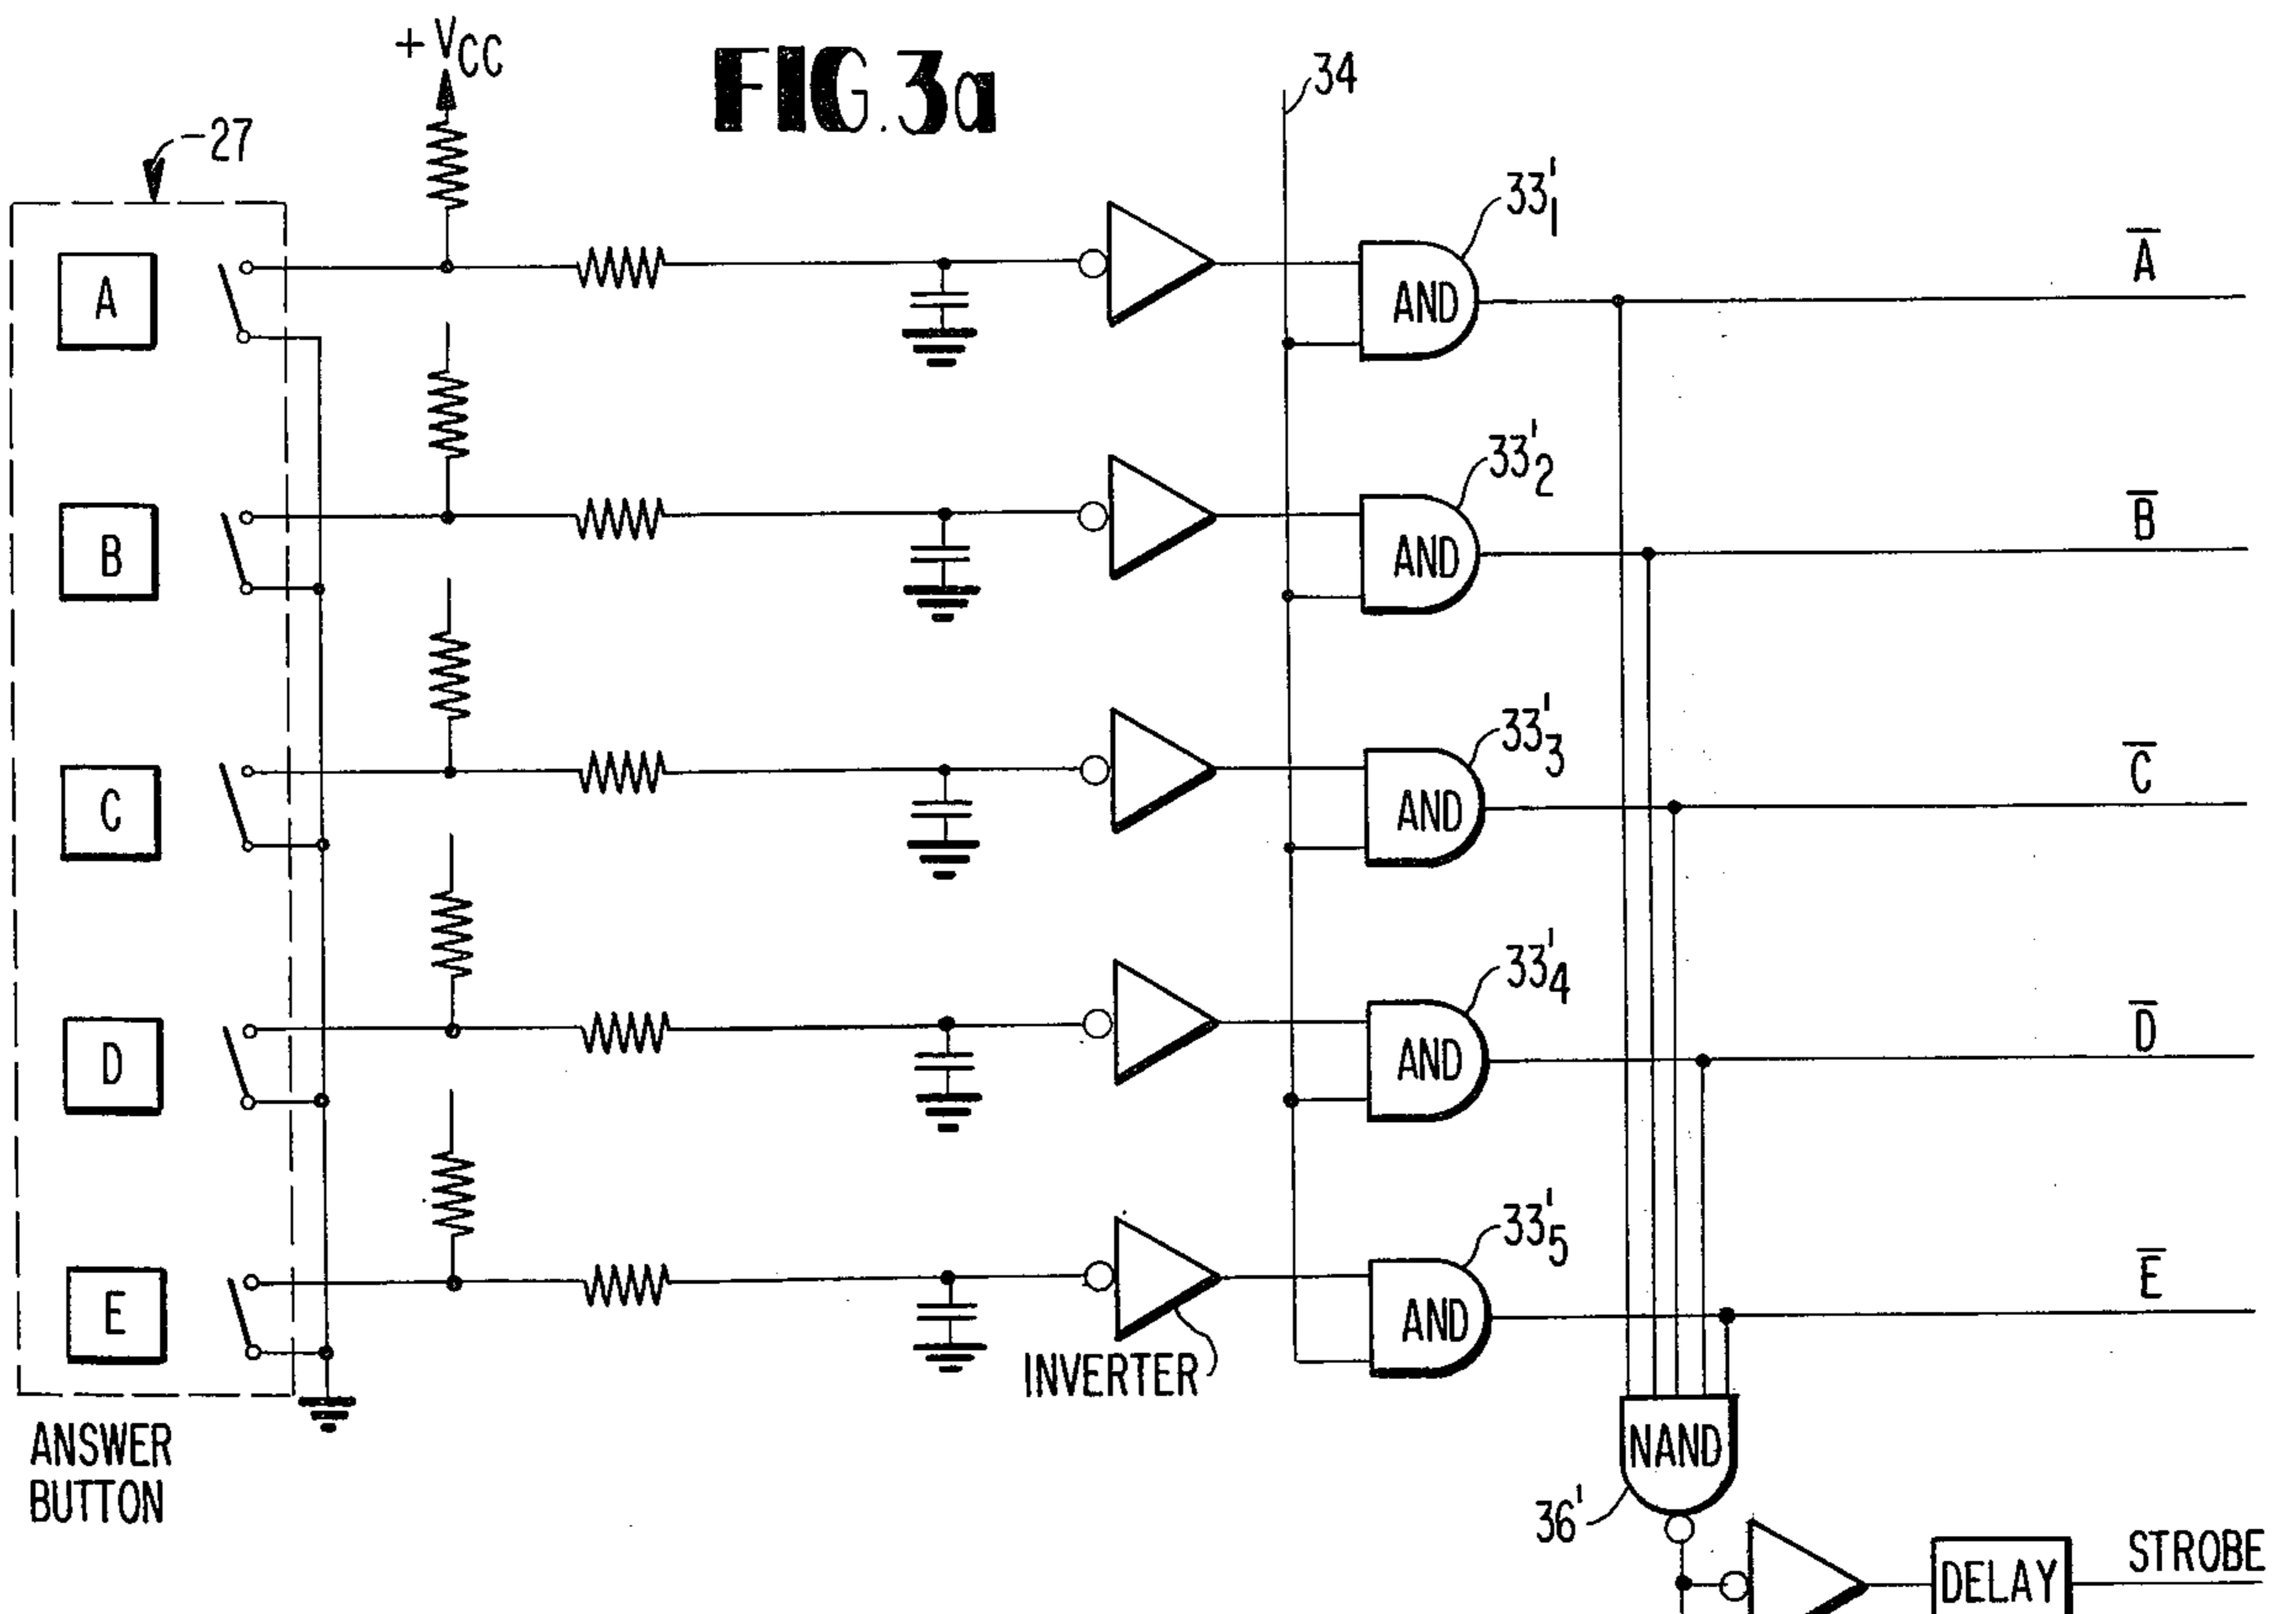 +VCC
FIG. 3a
34
27
33'1
A
AND
A̅
33'2
B
AND
B̅
33'3
C
AND
C̅
33'4
D
AND
D̅
33'5
E
AND
E̅
INVERTER
ANSWER
BUTTON
NAND
36'
DELAY
STROBE